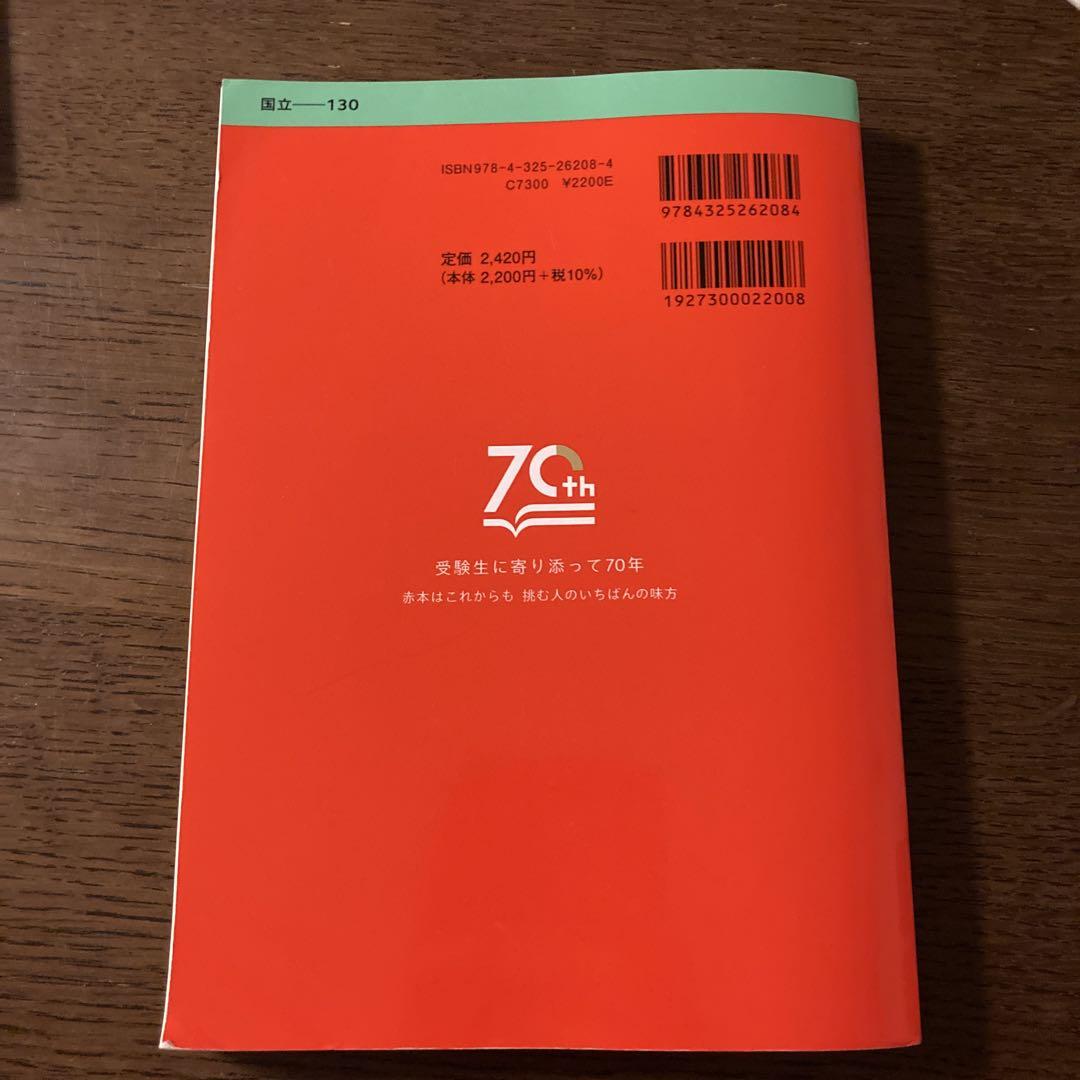 国立——130
ISBN978-4-325-26208-4
C7300 ¥2200E
9784325262084
定価 2,420円
(本体 2,200円+税10%)
1927300022008
70th
受験生に寄り添って70年
赤本はこれからも 挑む人のいちばんの味方